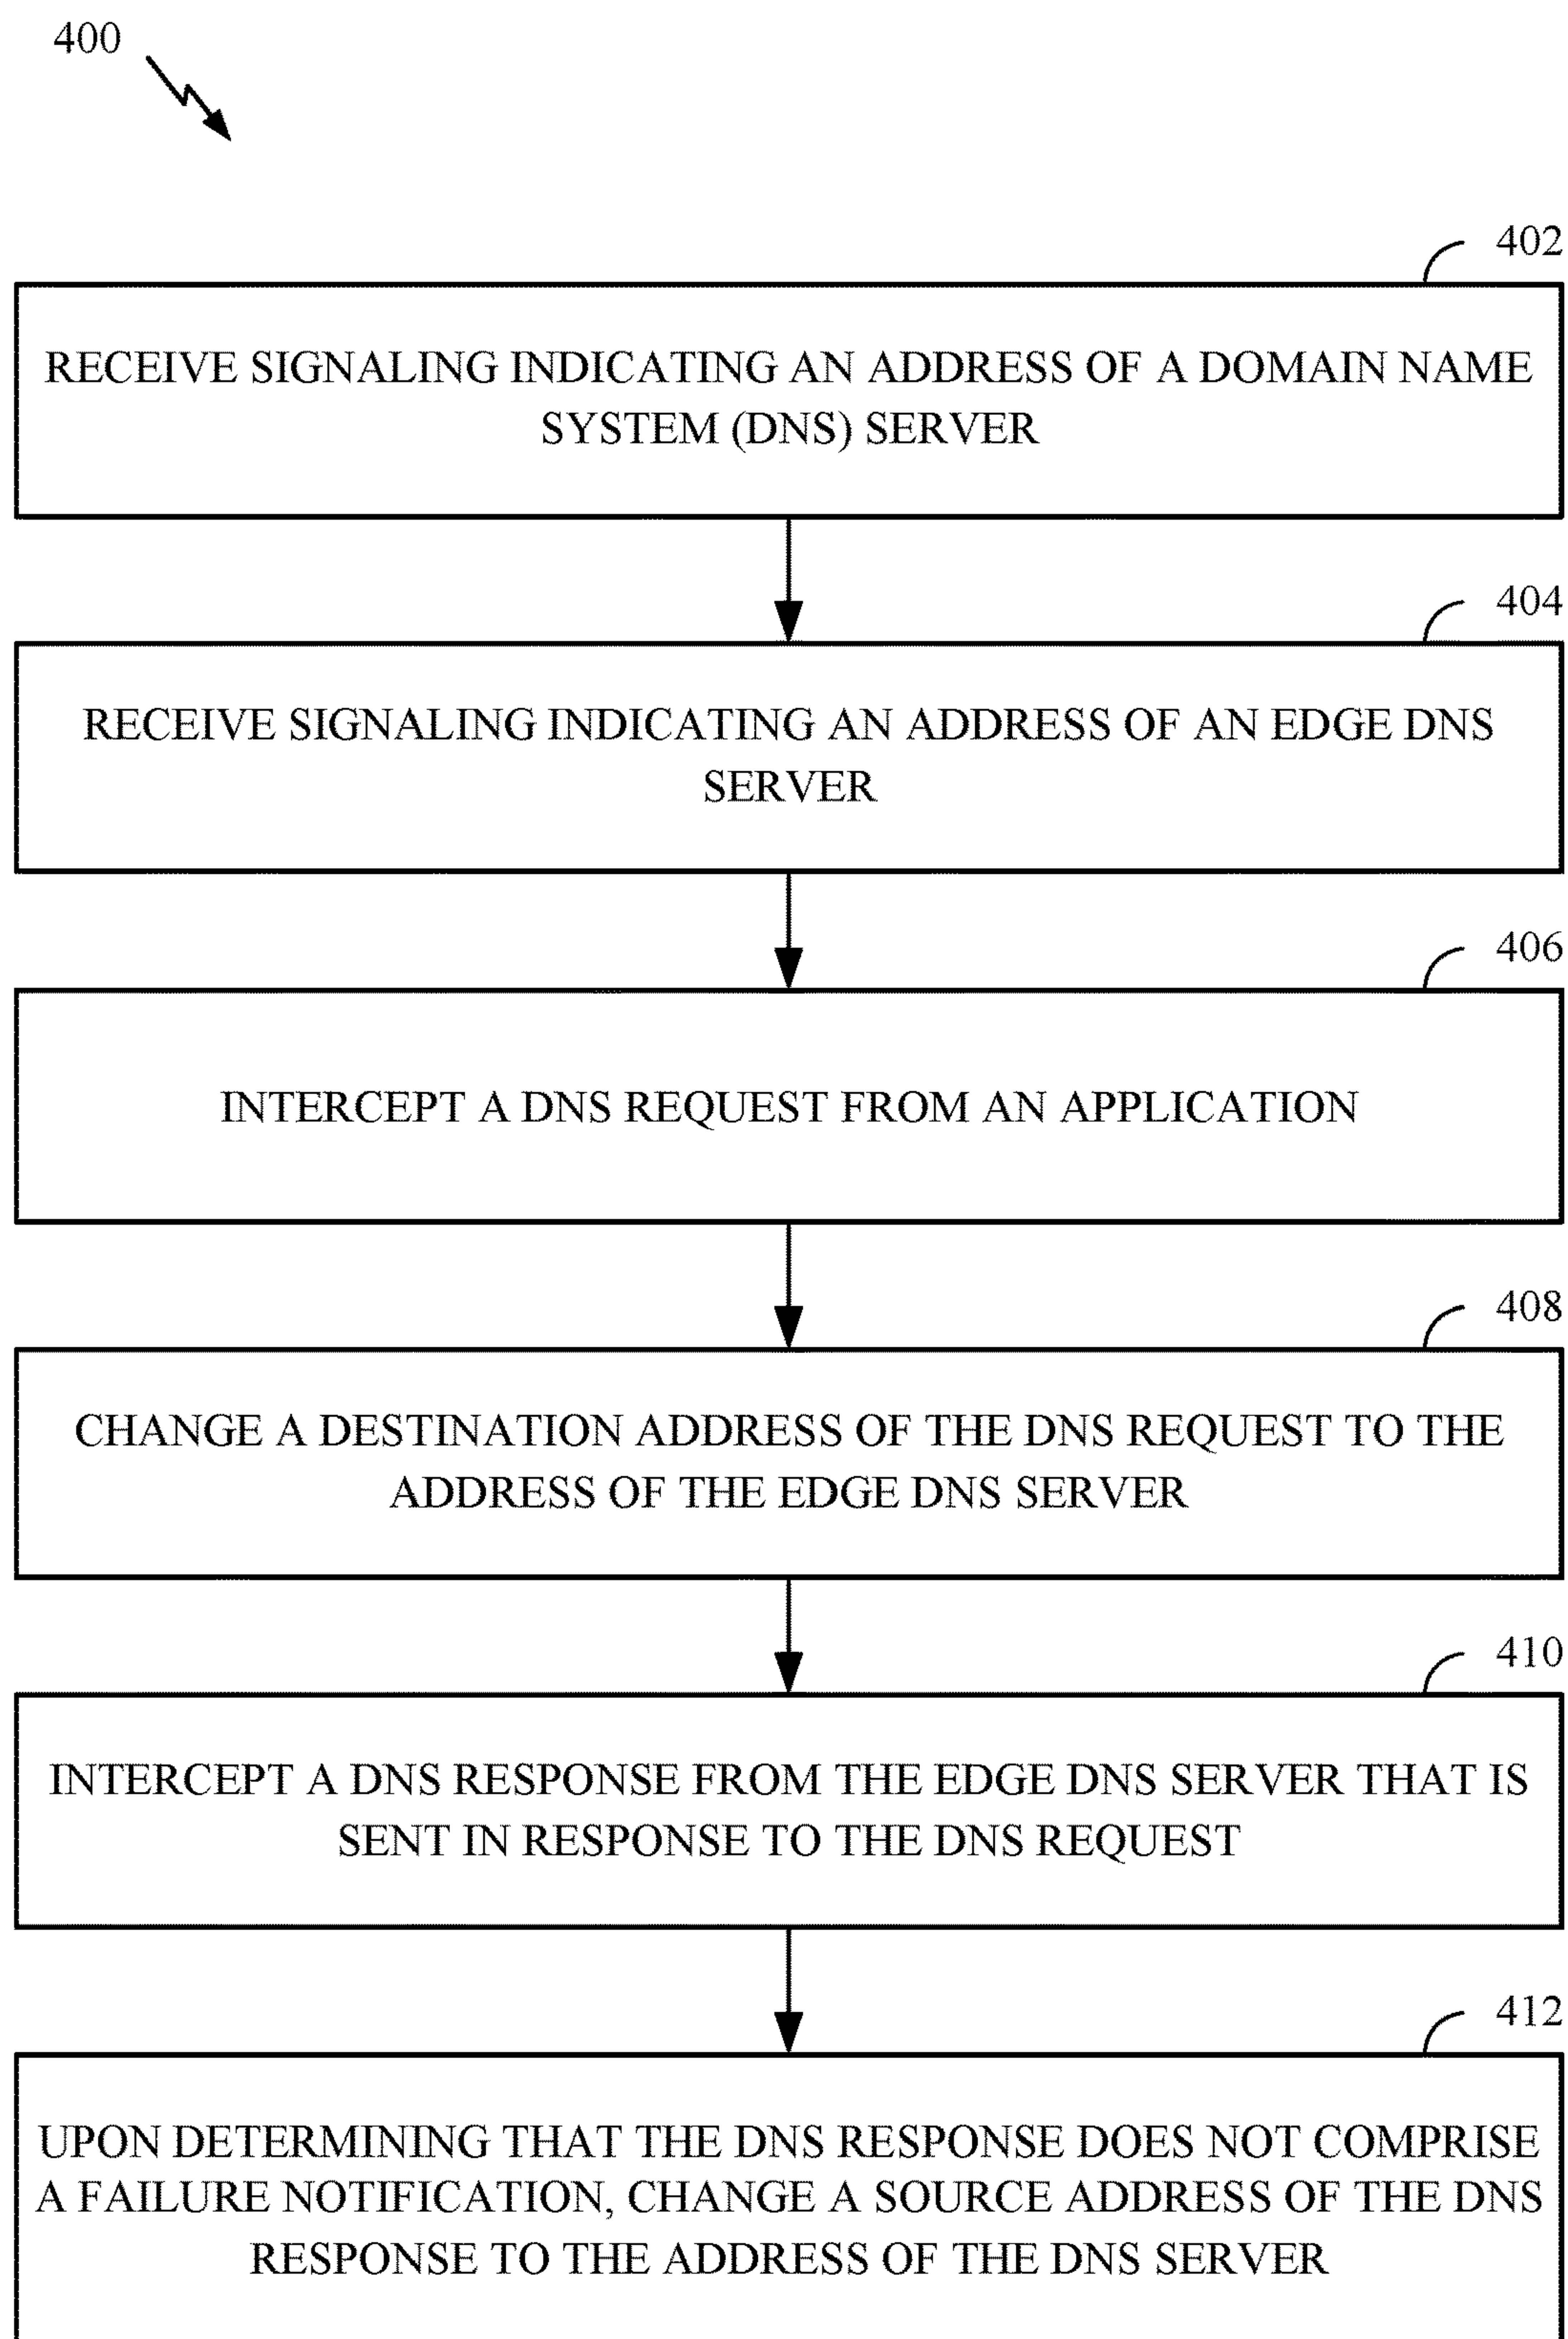 400
402
RECEIVE SIGNALING INDICATING AN ADDRESS OF A DOMAIN NAME
SYSTEM (DNS) SERVER
404
RECEIVE SIGNALING INDICATING AN ADDRESS OF AN EDGE DNS
SERVER
406
INTERCEPT A DNS REQUEST FROM AN APPLICATION
408
CHANGE A DESTINATION ADDRESS OF THE DNS REQUEST TO THE
ADDRESS OF THE EDGE DNS SERVER
410
INTERCEPT A DNS RESPONSE FROM THE EDGE DNS SERVER THAT IS
SENT IN RESPONSE TO THE DNS REQUEST
412
UPON DETERMINING THAT THE DNS RESPONSE DOES NOT COMPRISE
A FAILURE NOTIFICATION, CHANGE A SOURCE ADDRESS OF THE DNS
RESPONSE TO THE ADDRESS OF THE DNS SERVER